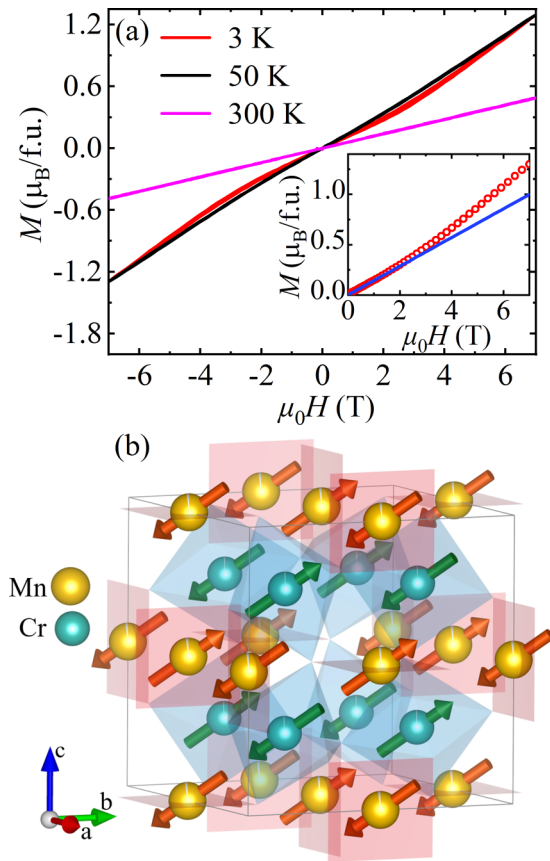 (a)
3 K
50 K
300 K
M (μB/f.u.)
1.2
0.6
0.0
-0.6
-1.2
-1.8
M (μB/f.u.)
1.0
0.5
0.0
0 2 4 6
μ0H (T)
-6 -4 -2 0 2 4 6
μ0H (T)
(b)
Mn
Cr
c
b
a